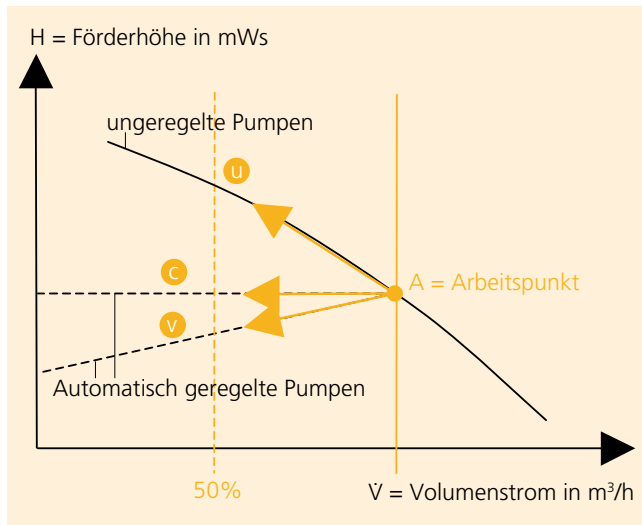 H = Förderhöhe in mWs
ungeregelte Pumpen
u
c
A = Arbeitspunkt
v
Automatisch geregelte Pumpen
50%
V̇ = Volumenstrom in m³/h